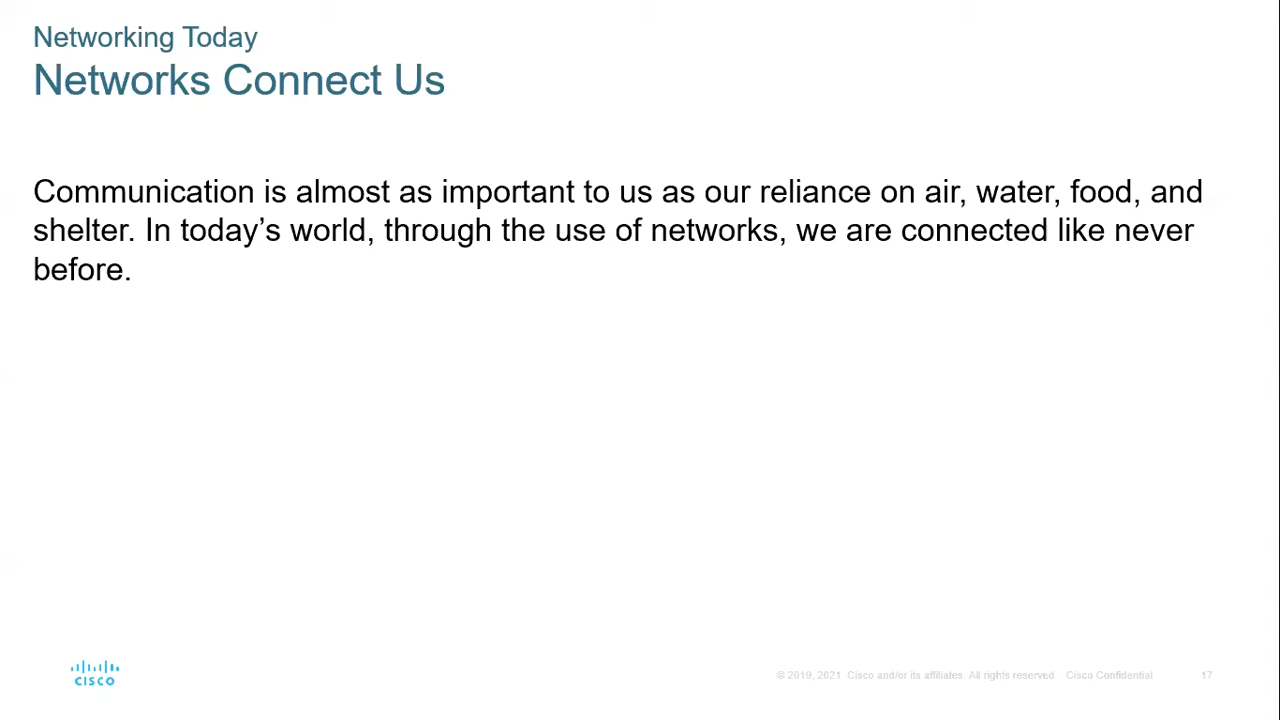 Networking Today
Networks Connect Us
Communication is almost as important to us as our reliance on air, water, food, and
shelter. In today’s world, through the use of networks, we are connected like never
before.
CISCO
© 2019, 2021 Cisco and/or its affiliates. All rights reserved. Cisco Confidential 17